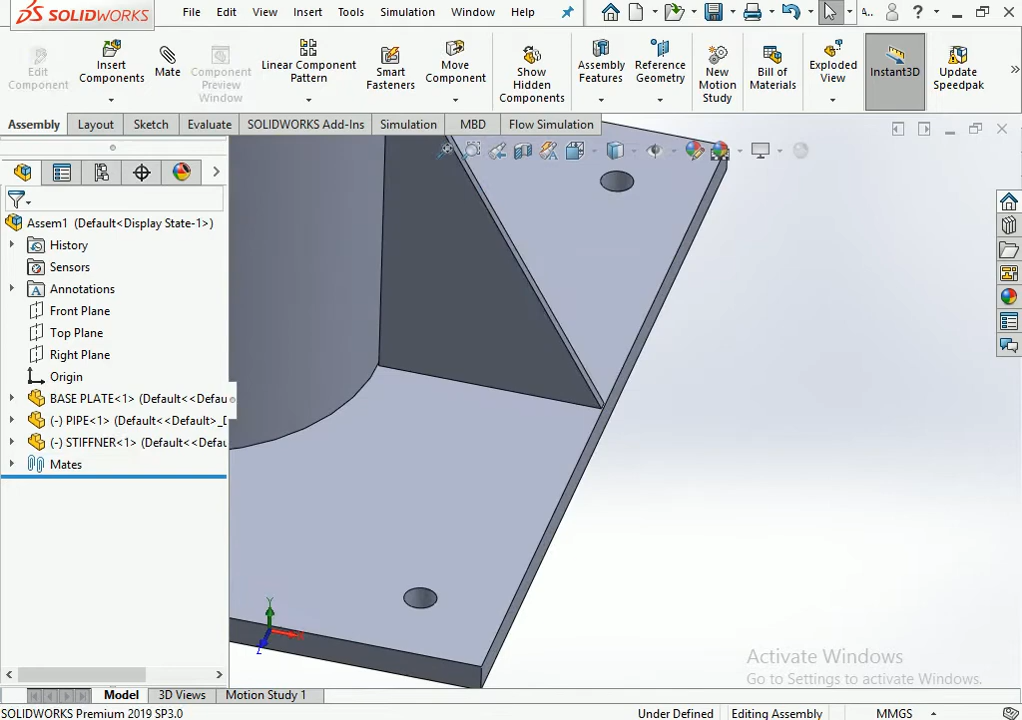 SOLIDWORKS
File Edit View Insert Tools Simulation Window Help
A..
?
Edit
Component
Insert
Components
Mate
Component
Preview
Window
Linear Component
Pattern
Smart
Fasteners
Move
Component
Show
Hidden
Components
Assembly
Features
Reference
Geometry
New
Motion
Study
Bill of
Materials
Exploded
View
Instant3D
Update
Speedpak
»
Assembly Layout Sketch Evaluate SOLIDWORKS Add-Ins Simulation MBD Flow Simulation
Assem1 (Default<Display State-1>)
History
Sensors
Annotations
Front Plane
Top Plane
Right Plane
Origin
BASE PLATE<1> (Default<<Defau
(-) PIPE<1> (Default<<Default>_D
(-) STIFFNER<1> (Default<<Defau
Mates
Y
Z
Activate Windows
Go to Settings to activate Windows.
Model 3D Views Motion Study 1
SOLIDWORKS Premium 2019 SP3.0 Under Defined Editing Assembly MMGS